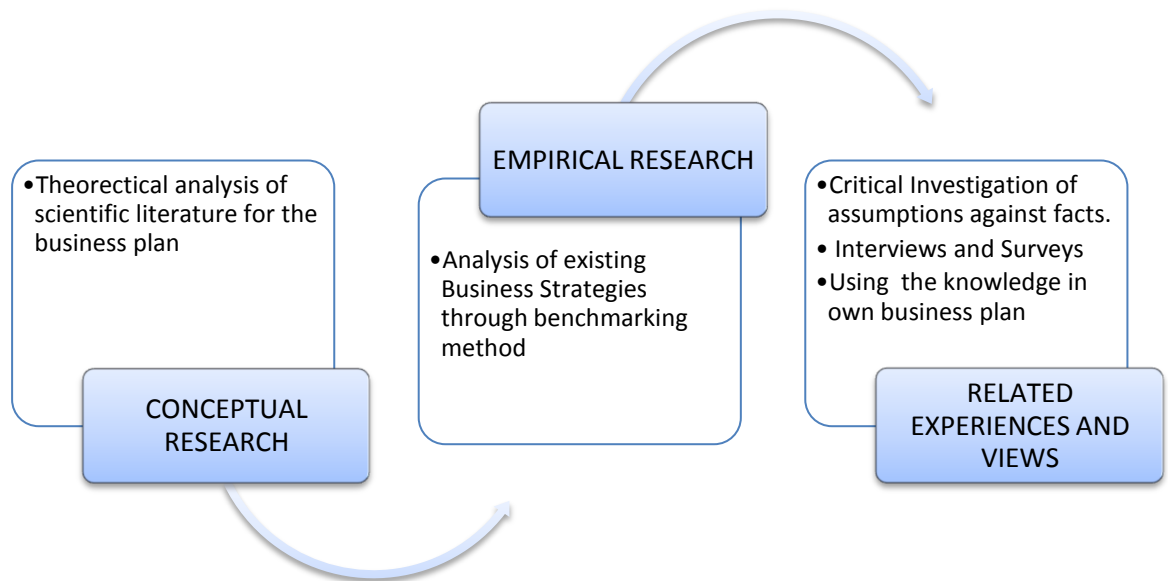 •Theorectical analysis of
scientific literature for the
business plan
CONCEPTUAL
RESEARCH
EMPIRICAL RESEARCH
•Analysis of existing
Business Strategies
through benchmarking
method
•Critical Investigation of
assumptions against facts.
• Interviews and Surveys
•Using the knowledge in
own business plan
RELATED
EXPERIENCES AND
VIEWS